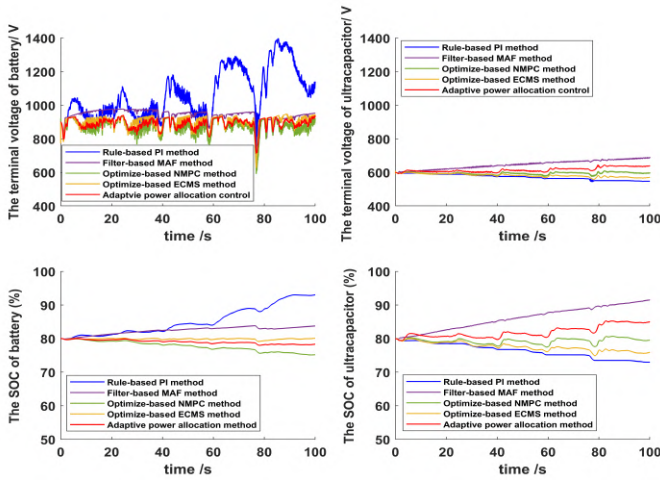 The terminal voltage of battery/ V
1400
1200
1000
800
600
400
0
20
40
60
80
100
time /s
Rule-based PI method
Filter-based MAF method
Optimize-based NMPC method
Optimize-based ECMS method
Adaptvie power allocation control
The terminal voltage of ultracapacitor/ V
1400
1200
1000
800
600
400
0
20
40
60
80
100
time /s
Rule-based PI method
Filter-based MAF method
Optimize-based NMPC method
Optimize-based ECMS method
Adaptive power allocation control
The SOC of battery (%)
100
90
80
70
60
50
0
20
40
60
80
100
time /s
Rule-based PI method
Filter-based MAF method
Optimize-based NMPC method
Optimize-based ECMS method
Adaptive power allocation method
The SOC of ultracapacitor (%)
100
90
80
70
60
50
0
20
40
60
80
100
time /s
Rule-based PI method
Filter-based MAF method
Optimize-based NMPC method
Optimize-based ECMS method
Adaptive power allocation method